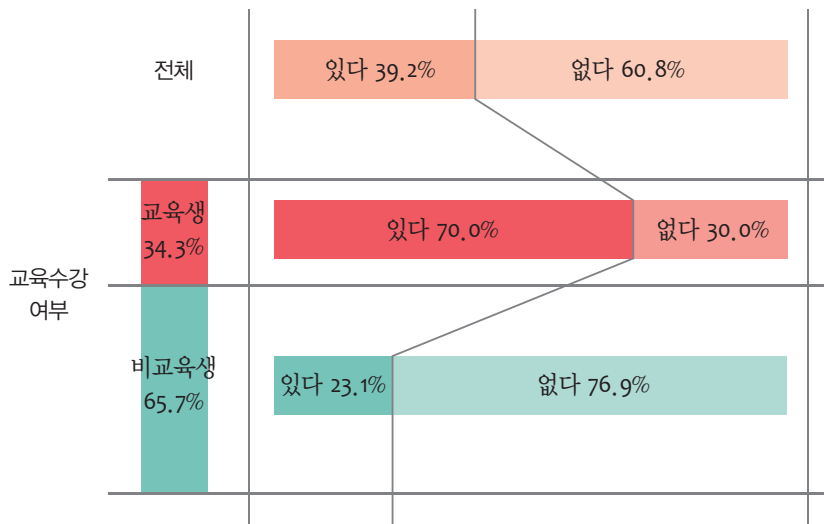 전체
있다 39.2%
없다 60.8%
교육수강
여부
교육생
34.3%
있다 70.0%
없다 30.0%
비교육생
65.7%
있다 23.1%
없다 76.9%